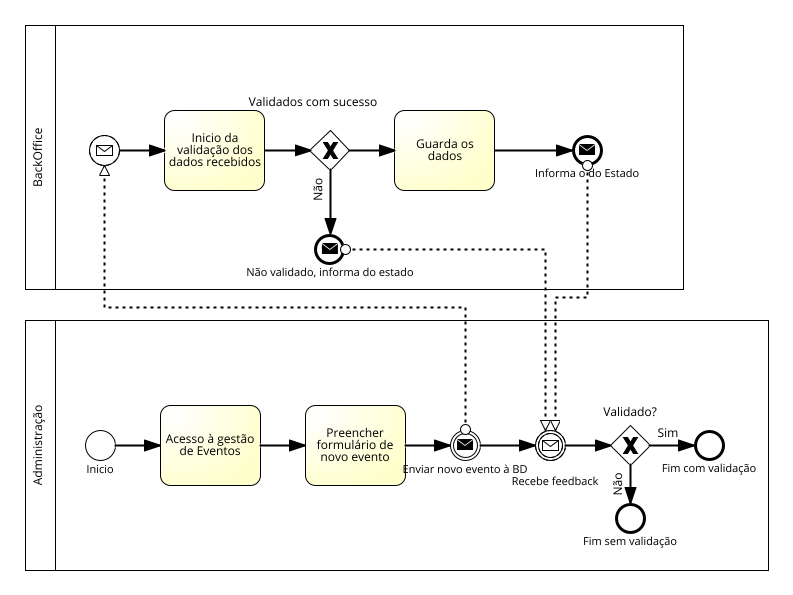 BackOffice
Validados com sucesso
Inicio da
validação dos
dados recebidos
Guarda os
dados
Informa o do Estado
Não
Não validado, informa do estado
Administração
Inicio
Acesso à gestão
de Eventos
Preencher
formulário de
novo evento
Enviar novo evento à BD
Recebe feedback
Validado?
Sim
Fim com validação
Não
Fim sem validação